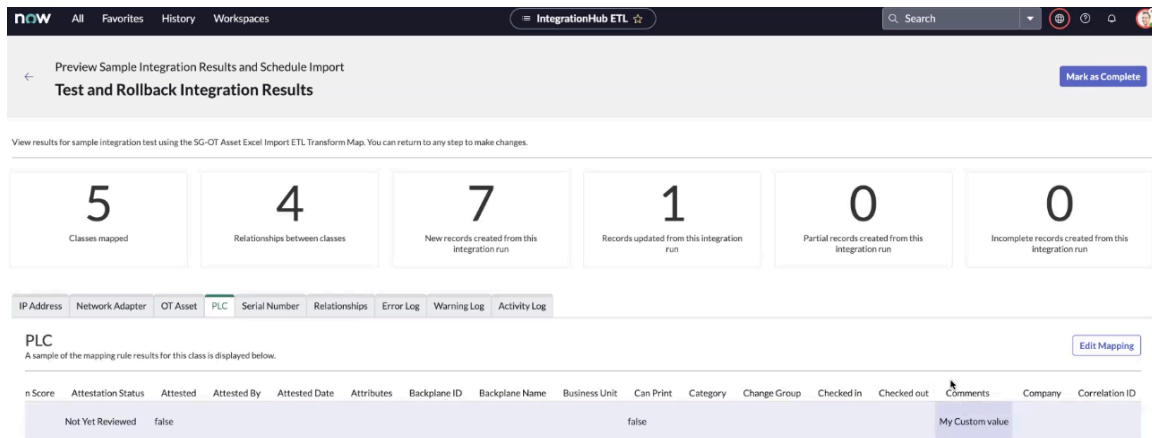 now All Favorites History Workspaces IntegrationHub ETL Search
Preview Sample Integration Results and Schedule Import
Test and Rollback Integration Results
Mark as Complete
View results for sample integration test using the SG-OT Asset Excel Import ETL Transform Map. You can return to any step to make changes.
5 4 7 1 0 0
Classes mapped
Relationships between classes
New records created from this
integration run
Records updated from this integration
run
Partial records created from this
integration run
Incomplete records created from this
integration run
IP Address Network Adapter OT Asset PLC Serial Number Relationships Error Log Warning Log Activity Log
PLC
A sample of the mapping rule results for this class is displayed below.
Edit Mapping
n Score Attestation Status Attested Attested By Attested Date Attributes Backplane ID Backplane Name Business Unit Can Print Category Change Group Checked in Checked out Comments Company Correlation ID
Not Yet Reviewed false false My Custom value